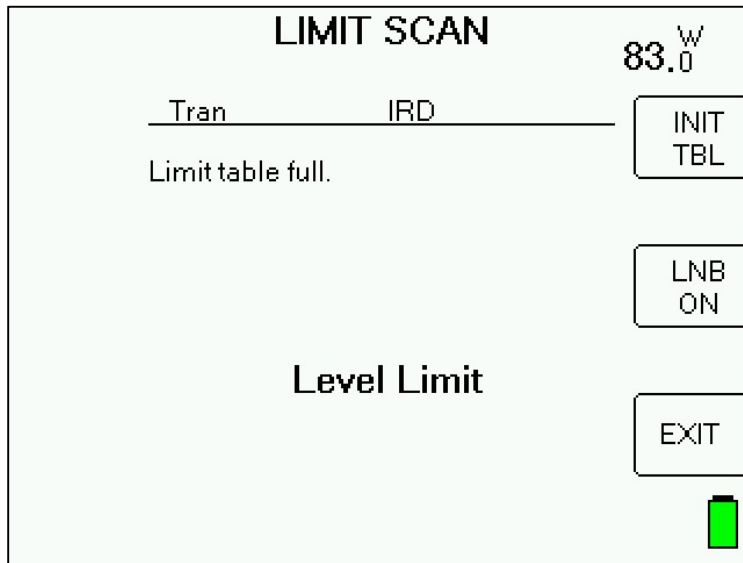 LIMIT SCAN
83.0 W
Tran IRD
INIT
TBL
Limit table full.
LNB
ON
Level Limit
EXIT